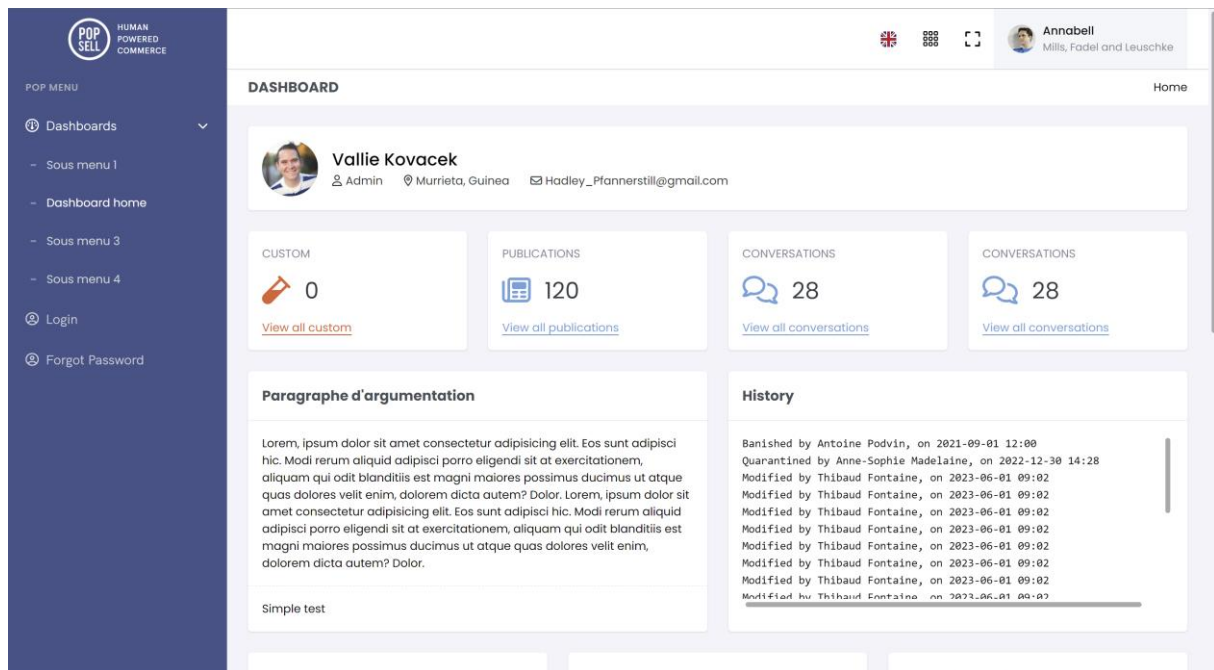 POP
SELL
HUMAN
POWERED
COMMERCE
Annabell
Mills, Fadel and Leuschke
POP MENU
DASHBOARD
Home
Dashboards
- Sous menu 1
- Dashboard home
- Sous menu 3
- Sous menu 4
Login
Forgot Password
Vallie Kovacek
Admin Murrieta, Guinea Hadley_Pfannerstill@gmail.com
CUSTOM
0
View all custom
PUBLICATIONS
120
View all publications
CONVERSATIONS
28
View all conversations
CONVERSATIONS
28
View all conversations
Paragraphe d'argumentation
Lorem, ipsum dolor sit amet consectetur adipisicing elit. Eos sunt adipisci
hic. Modi rerum aliquid adipisci porro eligendi sit at exercitationem,
aliquam qui odit blanditiis est magni maiores possimus ducimus ut atque
quas dolores velit enim, dolorem dicta autem? Dolor. Lorem, ipsum dolor sit
amet consectetur adipisicing elit. Eos sunt adipisci hic. Modi rerum aliquid
adipisci porro eligendi sit at exercitationem, aliquam qui odit blanditiis est
magni maiores possimus ducimus ut atque quas dolores velit enim,
dolorem dicta autem? Dolor.
Simple test
History
Banished by Antoine Podvin, on 2021-09-01 12:00
Quarantined by Anne-Sophie Madelaine, on 2022-12-30 14:28
Modified by Thibaud Fontaine, on 2023-06-01 09:02
Modified by Thibaud Fontaine, on 2023-06-01 09:02
Modified by Thibaud Fontaine, on 2023-06-01 09:02
Modified by Thibaud Fontaine, on 2023-06-01 09:02
Modified by Thibaud Fontaine, on 2023-06-01 09:02
Modified by Thibaud Fontaine, on 2023-06-01 09:02
Modified by Thibaud Fontaine, on 2023-06-01 09:02
Modified by Thibaud Fontaine, on 2023-06-01 09:02